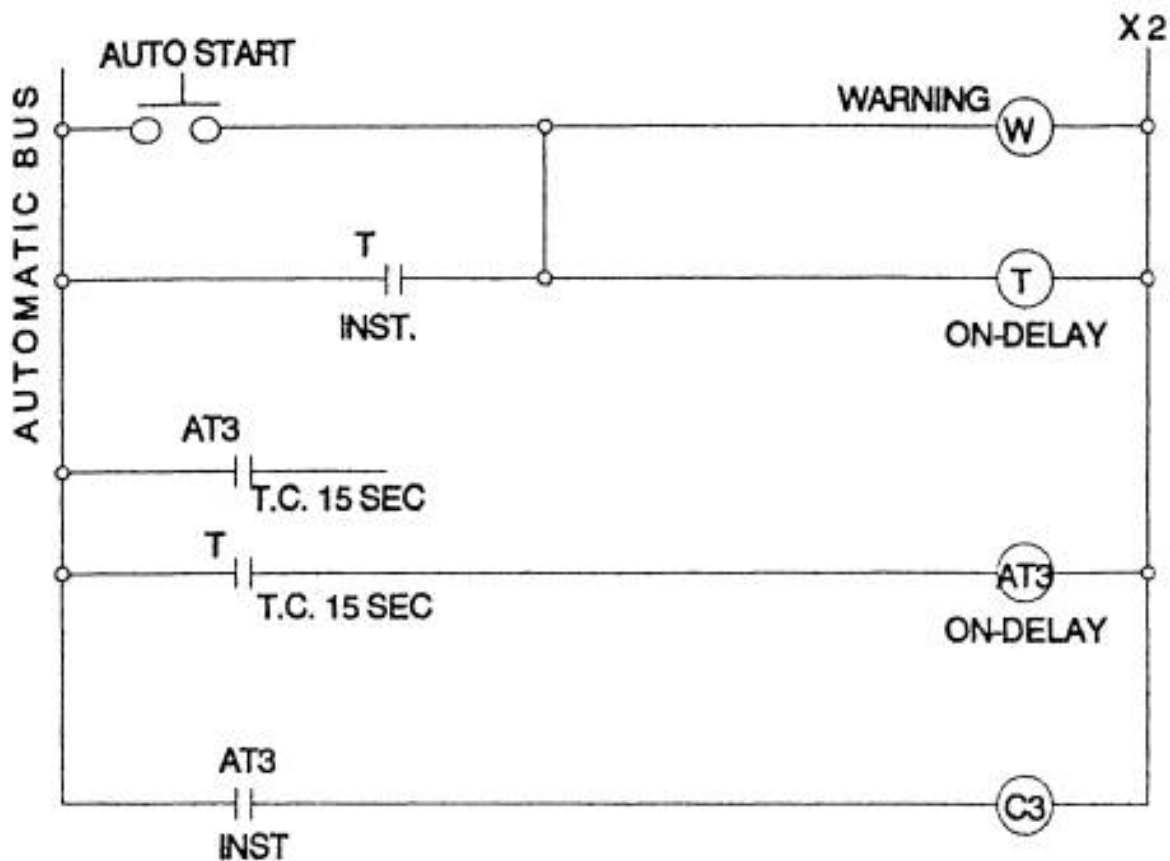 X2
AUTO START
AUTOMATIC BUS
WARNING
W
T
INST.
T
ON-DELAY
AT3
T.C. 15 SEC
T
T.C. 15 SEC
AT3
ON-DELAY
AT3
INST
C3